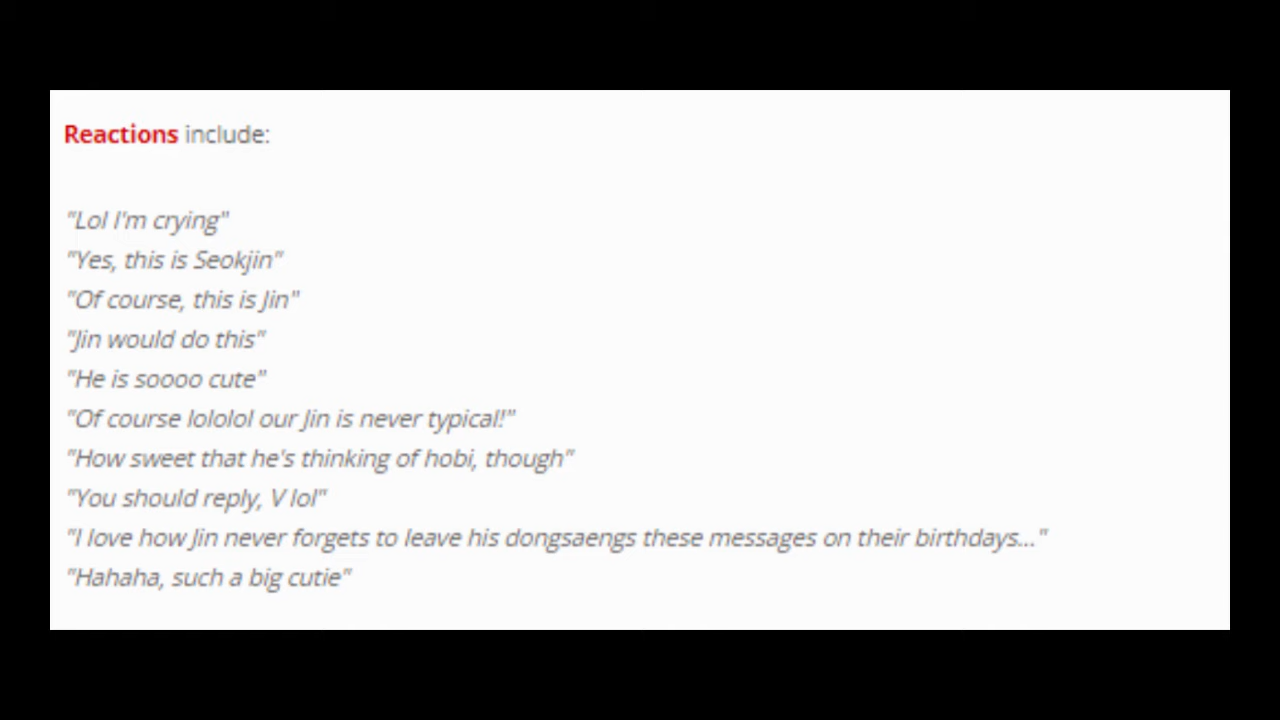 Reactions include:
"Lol I'm crying"
"Yes, this is Seokjin"
"Of course, this is Jin"
"Jin would do this"
"He is soooo cute"
"Of course lololol our Jin is never typical!"
"How sweet that he's thinking of hobi, though"
"You should reply, V lol"
"I love how Jin never forgets to leave his dongsaengs these messages on their birthdays..."
"Hahaha, such a big cutie"